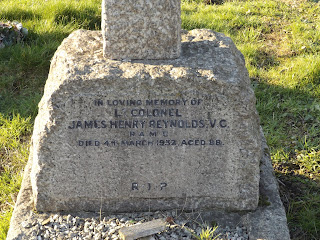 IN LOVING MEMORY OF
Lᵗ COLONEL
JAMES HENRY REYNOLDS, V.C.
R.A.M.C.
DIED 4TH MARCH 1932 AGED 88.
R.I.P.